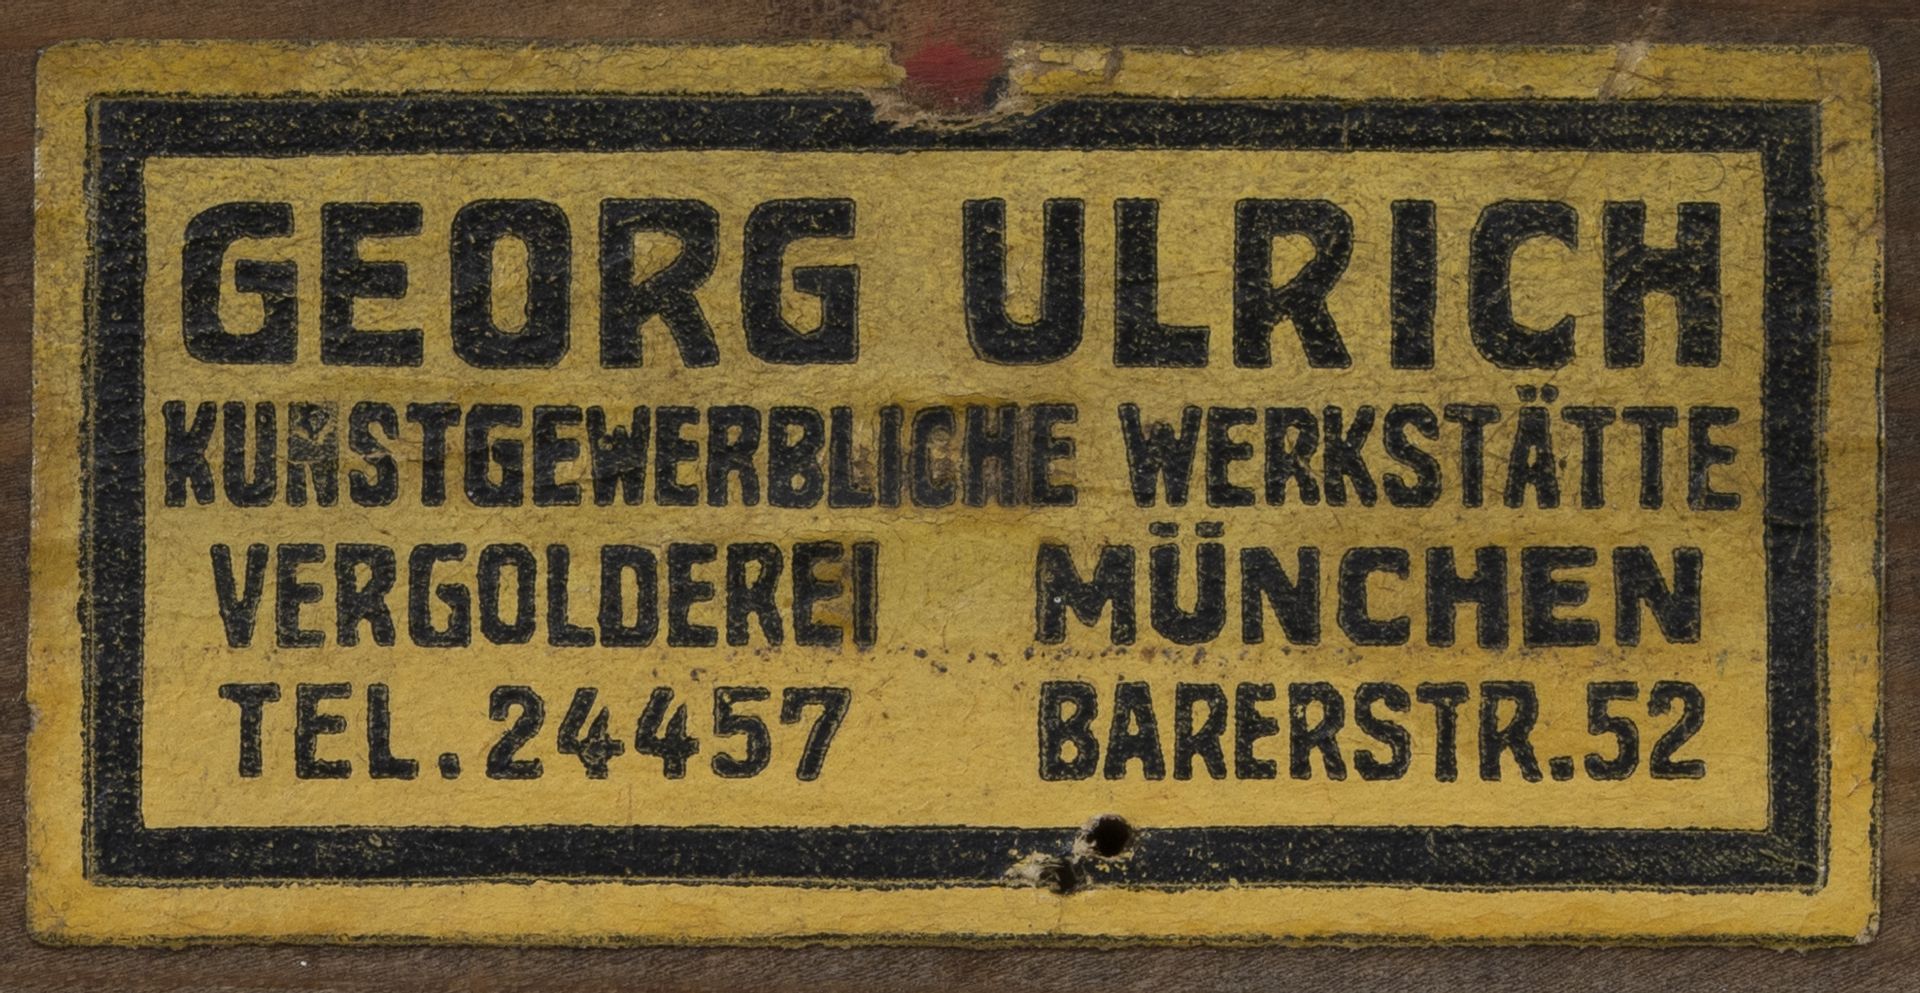 GEORG ULRICH
KUNSTGEWERBLICHE WERKSTÄTTE
VERGOLDEREI MÜNCHEN
TEL. 24457 BARERSTR. 52